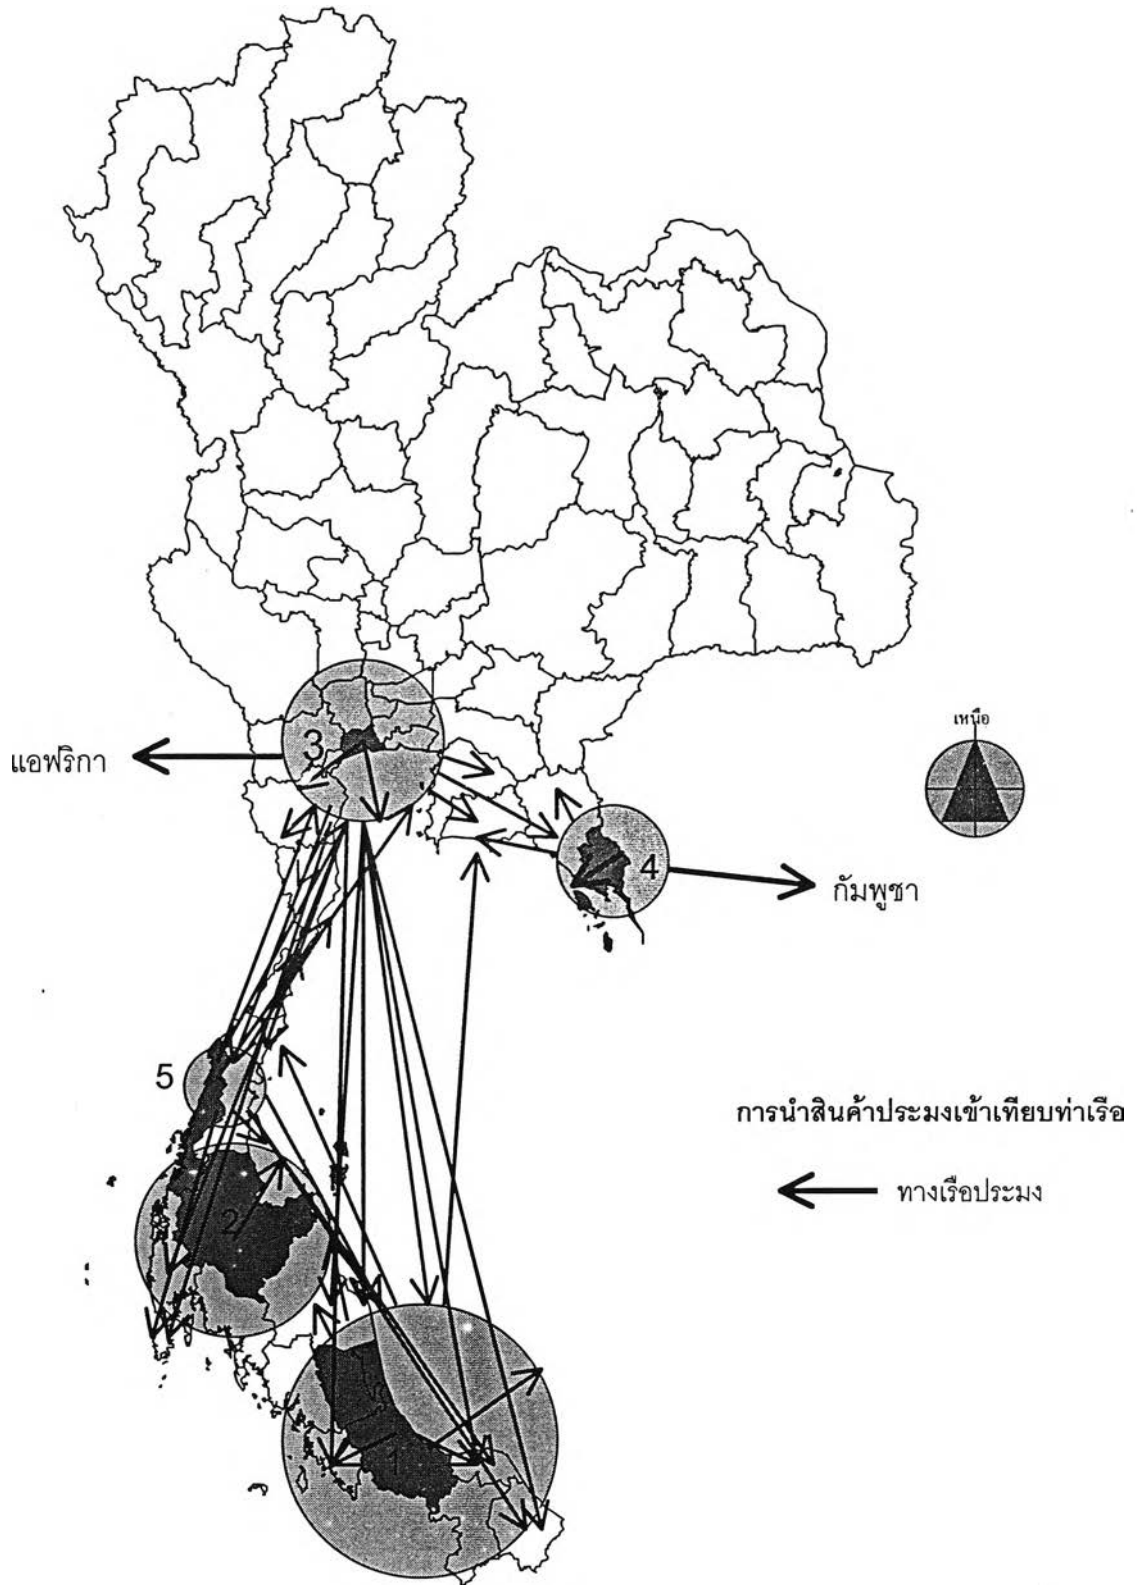 เหนือ
3
แอฟริกา
4
กัมพูชา
5
การนำสินค้าประมงเข้าเทียบท่าเรือ
ทางเรือประมง
2
1